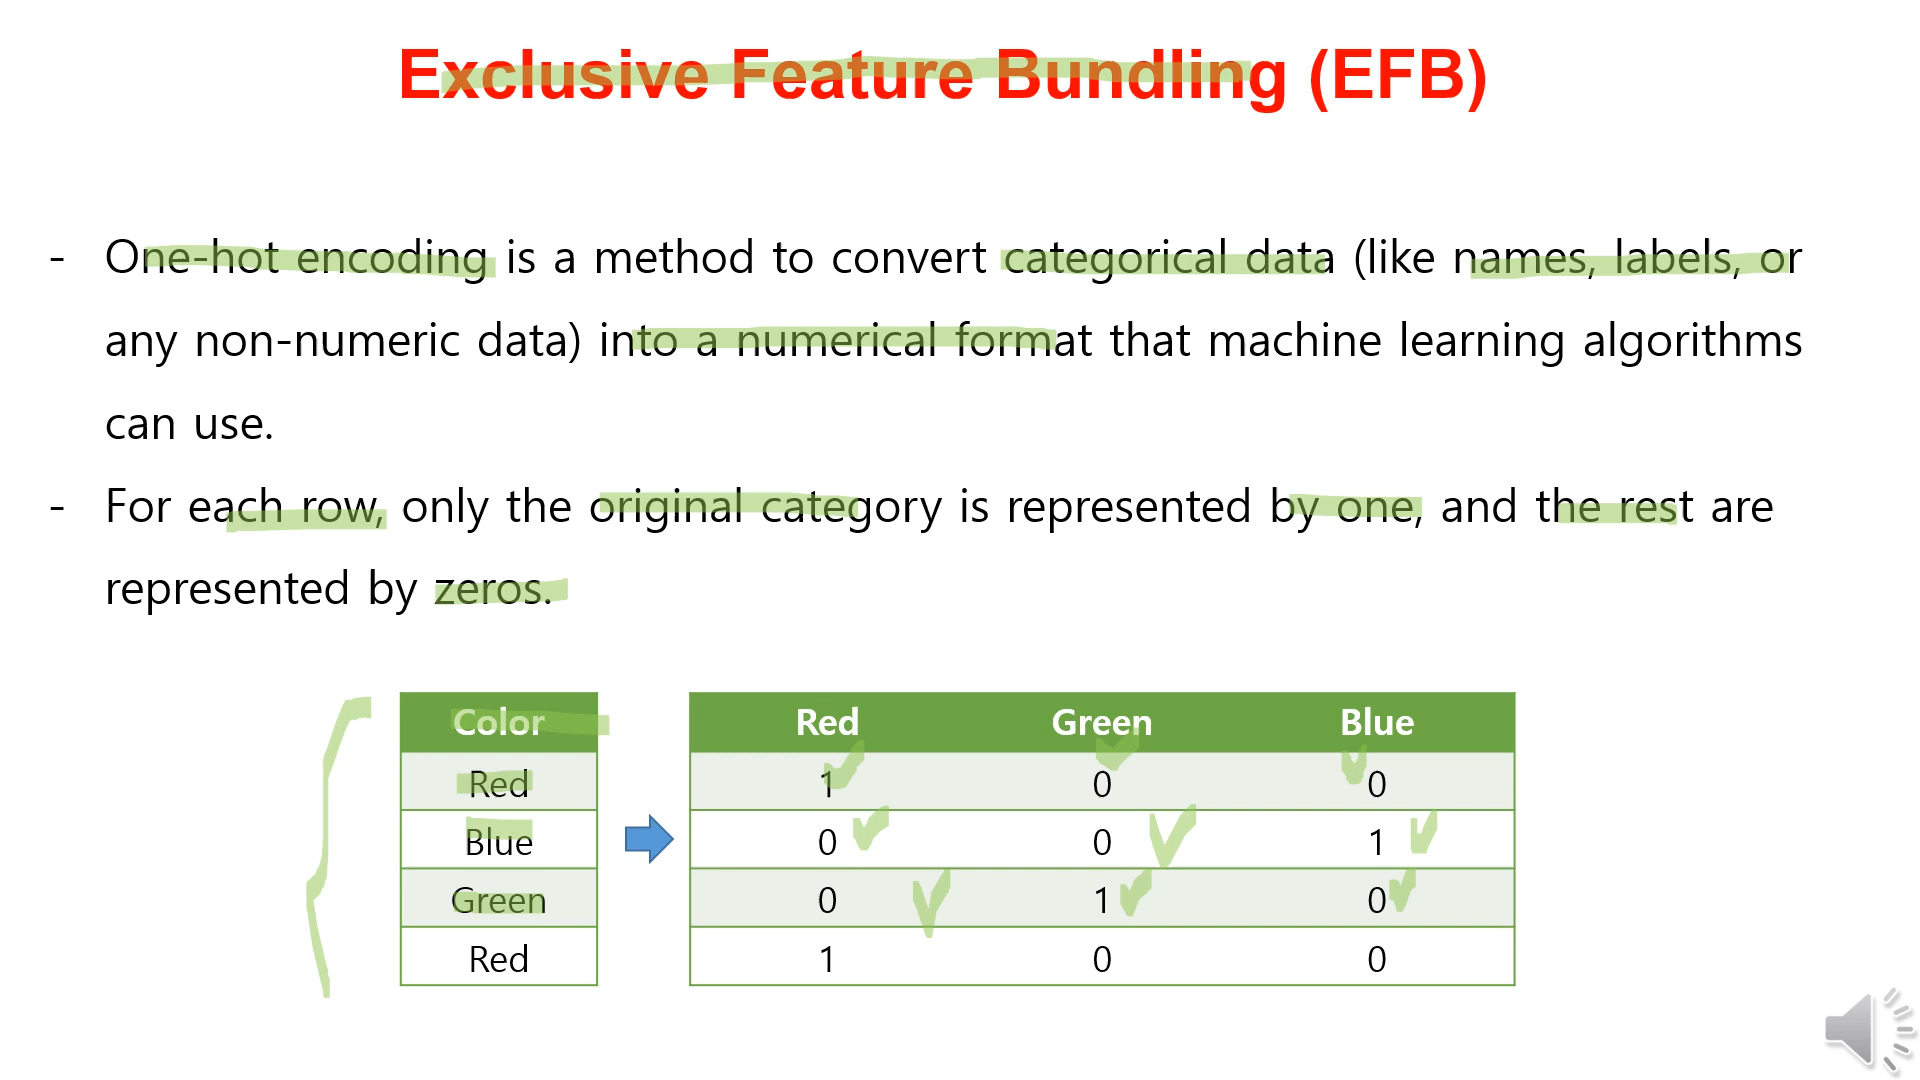 Exclusive Feature Bundling (EFB)
- One-hot encoding is a method to convert categorical data (like names, labels, or
any non-numeric data) into a numerical format that machine learning algorithms
can use.
- For each row, only the original category is represented by one, and the rest are
represented by zeros.
Color
Red
Blue
Green
Red
Red Green Blue
1 0 0
0 0 1
0 1 0
1 0 0